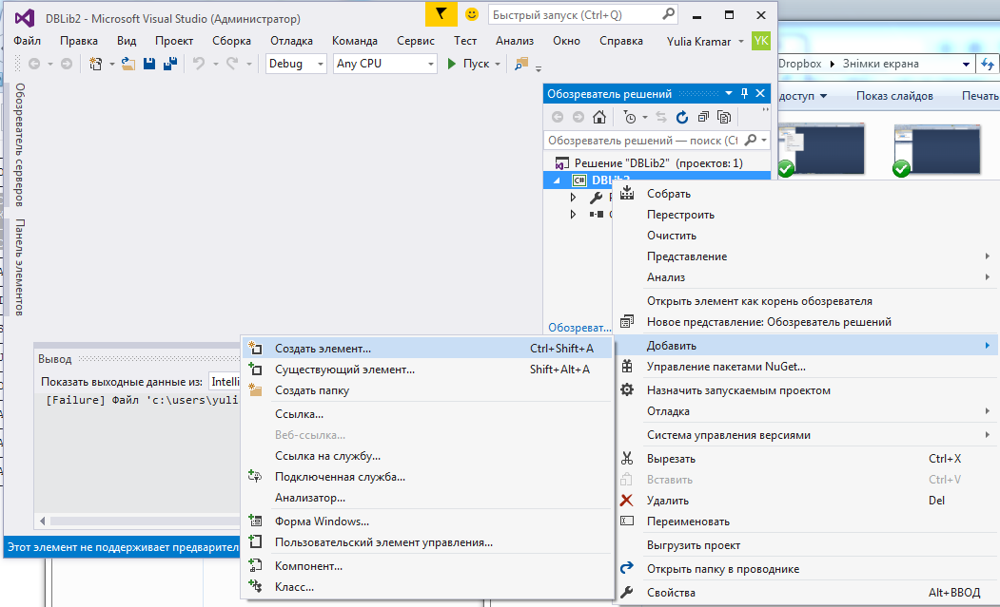 DBLib2 - Microsoft Visual Studio (Администратор)
Быстрый запуск (Ctrl+Q)
Файл Правка Вид Проект Сборка Отладка Команда Сервис Тест Анализ Окно Справка Yulia Kramar YK
Debug Any CPU Пуск
Dropbox Знімки екрана
доступ Показ слайдов Печать
Обозреватель серверов
Панель элементов
Обозреватель решений
Обозреватель решений — поиск (Ct
Решение "DBLib2" (проектов: 1)
C# DBLib2
Обозреват...
Собрать
Перестроить
Очистить
Представление
Анализ
Открыть элемент как корень обозревателя
Новое представление: Обозреватель решений
Добавить
Управление пакетами NuGet...
Назначить запускаемым проектом
Отладка
Система управления версиями
Вырезать Ctrl+X
Вставить Ctrl+V
Удалить Del
Переименовать
Выгрузить проект
Открыть папку в проводнике
Свойства Alt+ВВОД
Создать элемент... Ctrl+Shift+A
Существующий элемент... Shift+Alt+A
Создать папку
Ссылка...
Веб-ссылка...
Ссылка на службу...
Подключенная служба...
Анализатор...
Форма Windows...
Пользовательский элемент управления...
Компонент...
Класс...
Вывод
Показать выходные данные из: Intelli
[Failure] Файл 'c:\users\yuli
Этот элемент не поддерживает предварител